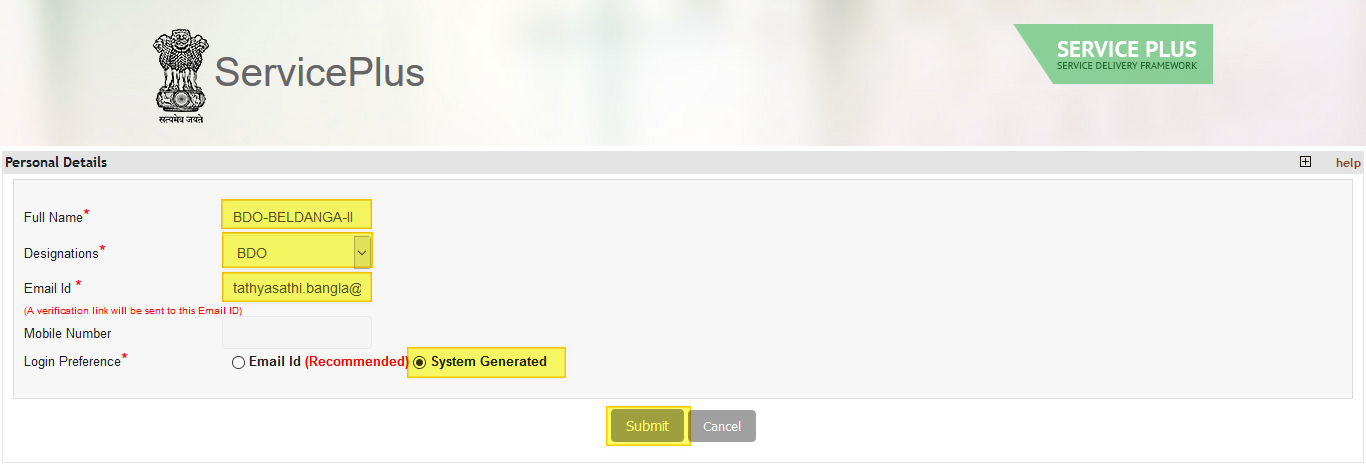 सत्यमेव जयते
ServicePlus
SERVICE PLUS
SERVICE DELIVERY FRAMEWORK
Personal Details help
Full Name* BDO-BELDANGA-II
Designations* BDO
Email Id * tathyasathi.bangla@
(A verification link will be sent to this Email ID)
Mobile Number
Login Preference* Email Id (Recommended) System Generated
Submit Cancel